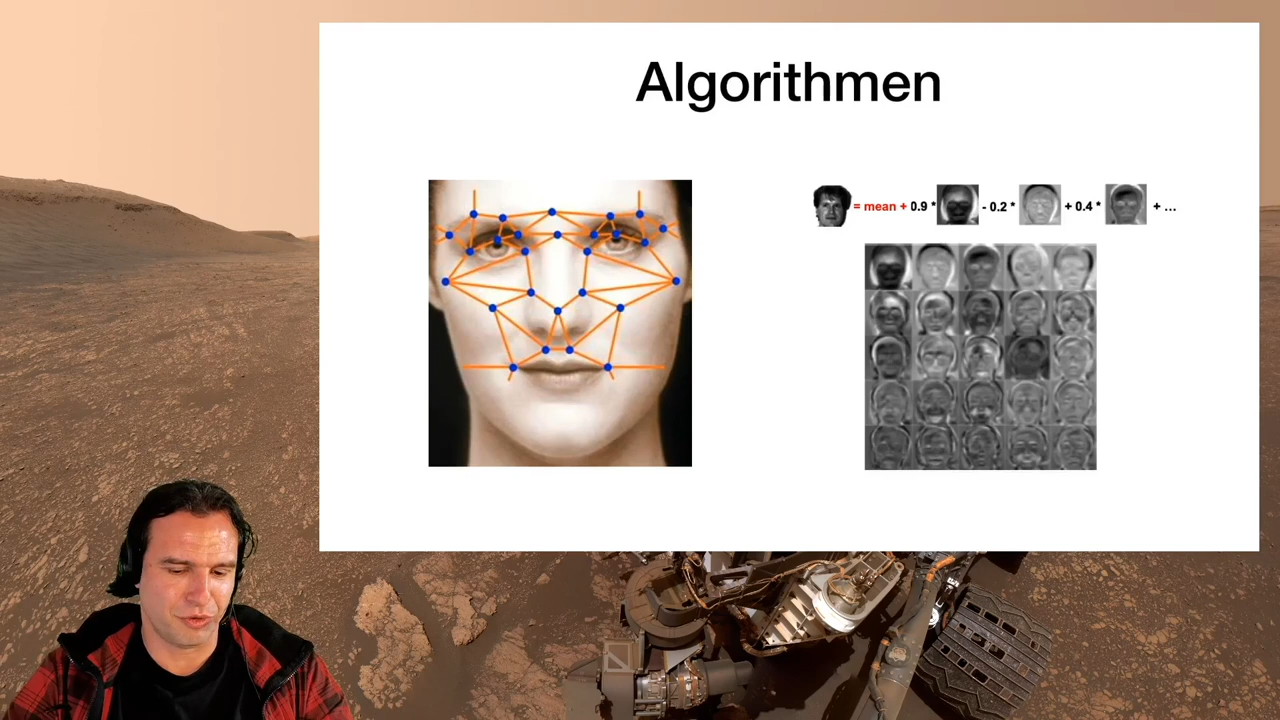 Algorithmen
= mean + 0.9 * - 0.2 * + 0.4 * + ...